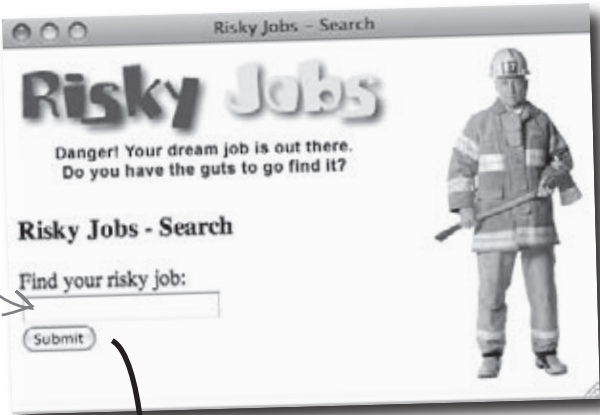 Risky Jobs - Search
Risky Jobs
Danger! Your dream job is out there.
Do you have the guts to go find it?
Risky Jobs - Search
Find your risky job:
Submit
17